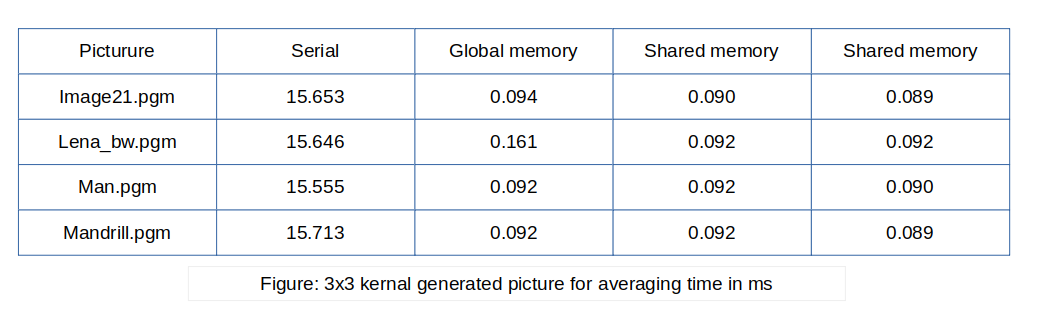 Picturure Serial Global memory Shared memory Shared memory
Image21.pgm 15.653 0.094 0.090 0.089
Lena_bw.pgm 15.646 0.161 0.092 0.092
Man.pgm 15.555 0.092 0.092 0.090
Mandrill.pgm 15.713 0.092 0.092 0.089
Figure: 3x3 kernal generated picture for averaging time in ms